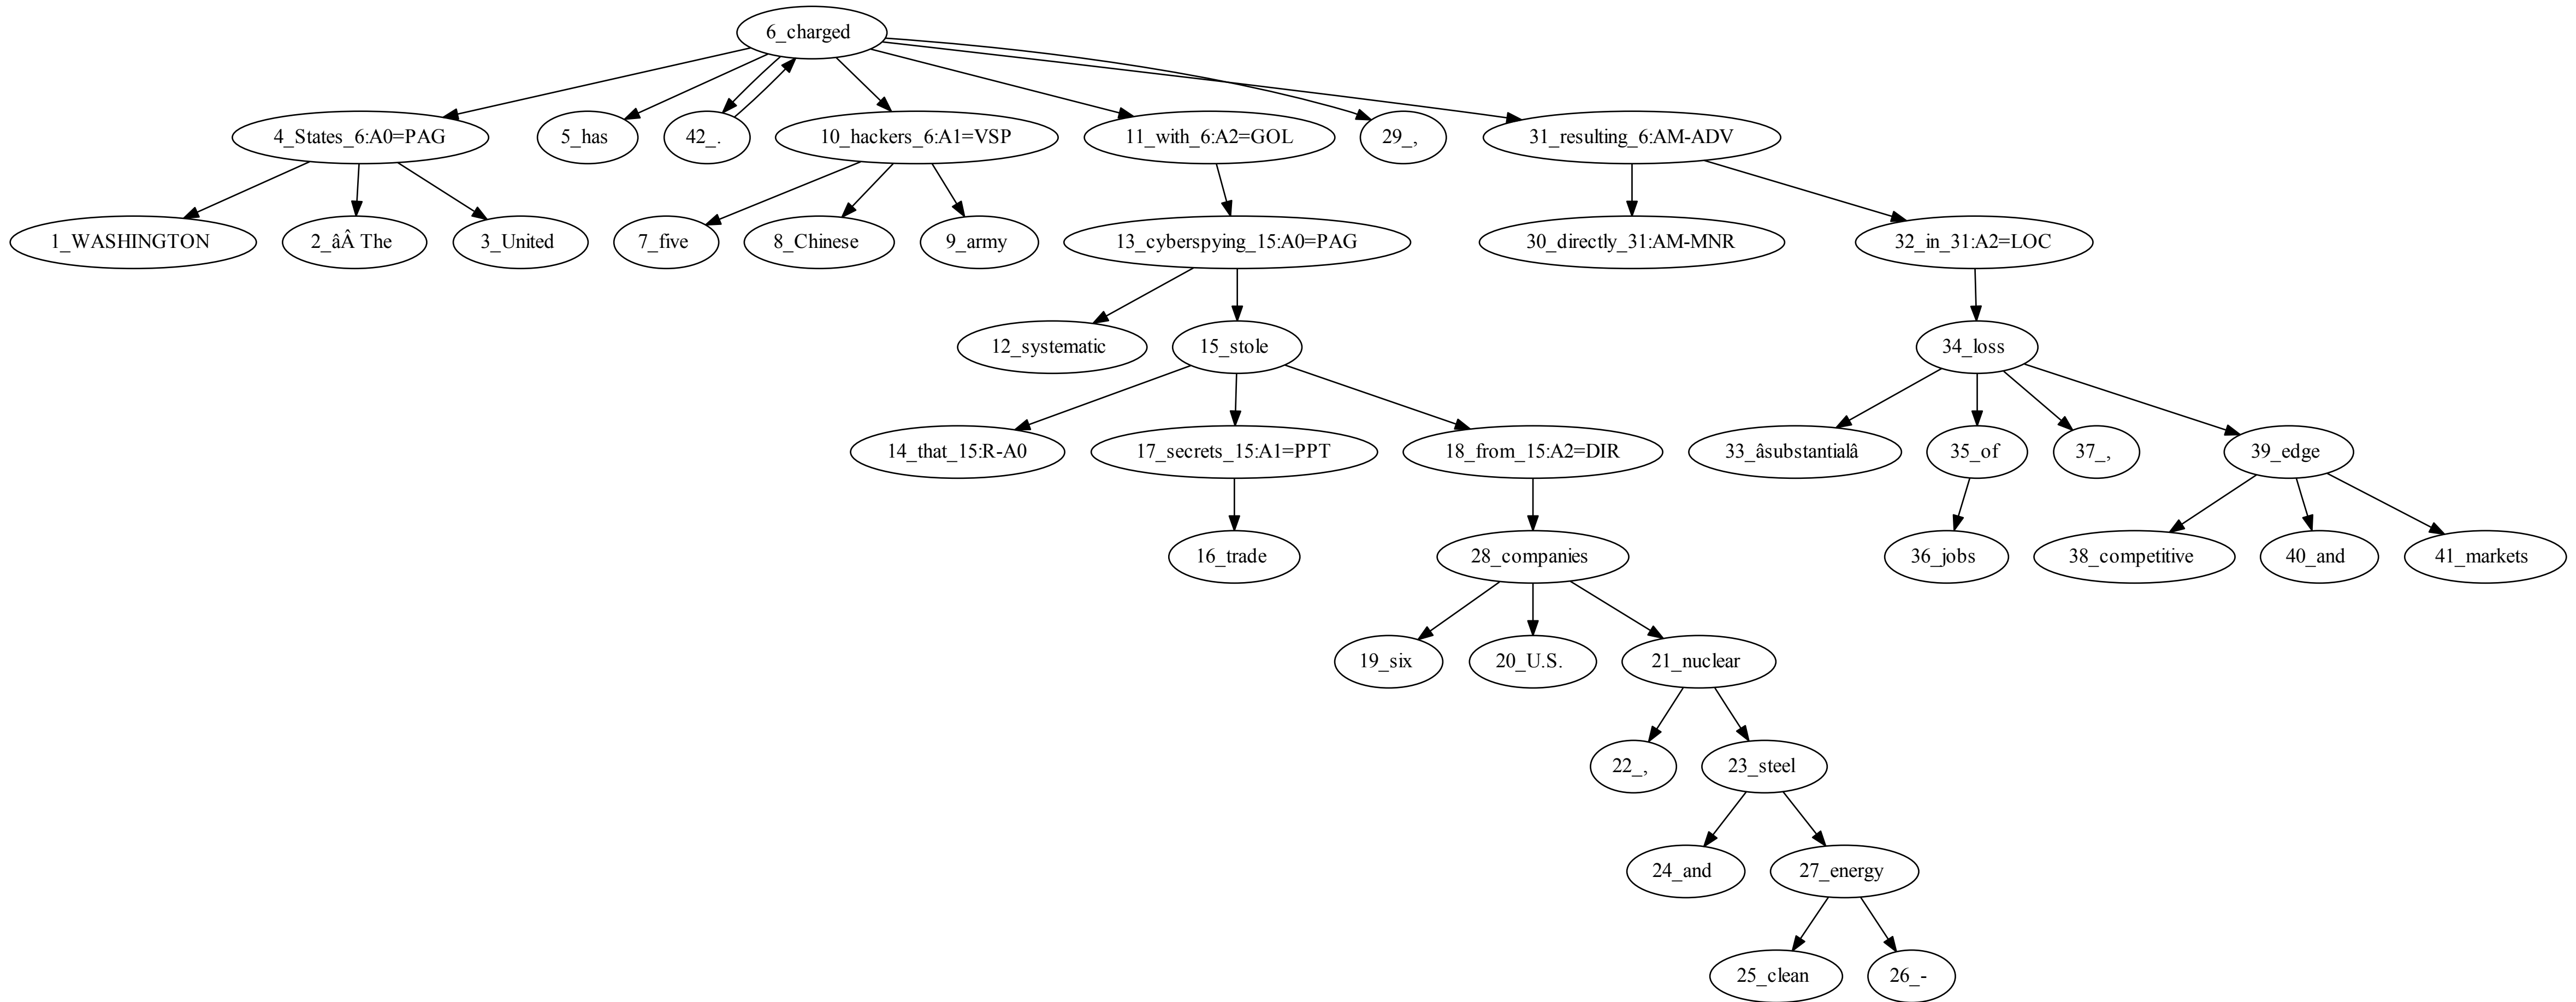 6_charged
4_States_6:A0=PAG
5_has
42_.
10_hackers_6:A1=VSP
11_with_6:A2=GOL
29_,
31_resulting_6:AM-ADV
1_WASHINGTON
2_âÂ The
3_United
7_five
8_Chinese
9_army
13_cyberspying_15:A0=PAG
30_directly_31:AM-MNR
32_in_31:A2=LOC
12_systematic
15_stole
34_loss
14_that_15:R-A0
17_secrets_15:A1=PPT
18_from_15:A2=DIR
33_âsubstantialâ
35_of
37_,
39_edge
16_trade
28_companies
36_jobs
38_competitive
40_and
41_markets
19_six
20_U.S.
21_nuclear
22_,
23_steel
24_and
27_energy
25_clean
26_-